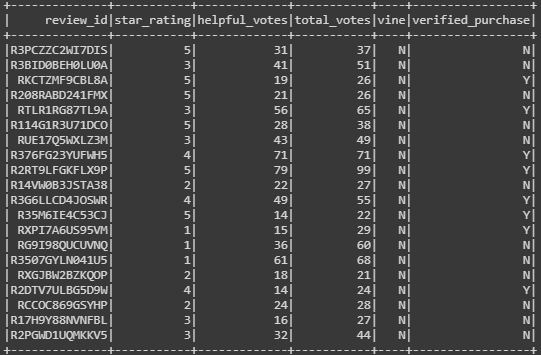 +--------------+-----------+-------------+-----------+----+-----------------+
|     review_id|star_rating|helpful_votes|total_votes|vine|verified_purchase|
+--------------+-----------+-------------+-----------+----+-----------------+
|R3PCZZC2WI7DIS|          5|           31|         37|   N|                N|
|R3BID0BEH0LU0A|          3|           41|         51|   N|                N|
| RKCTZMF9CBL8A|          5|           19|         26|   N|                Y|
|R208RABD241FMX|          5|           21|         26|   N|                N|
| RTLR1RG87TL9A|          3|           56|         65|   N|                Y|
|R114G1R3U71DCO|          5|           28|         38|   N|                N|
| RUE17Q5WXLZ3M|          3|           43|         49|   N|                N|
|R376FG23YUFWH5|          4|           71|         71|   N|                Y|
|R2RT9LFGKFLX9P|          5|           79|         99|   N|                Y|
|R14VW0B3JSTA38|          2|           22|         27|   N|                N|
|R3G6LLCD4JOSWR|          4|           49|         55|   N|                Y|
| R35M6IE4C53CJ|          5|           14|         22|   N|                Y|
| RXPI7A6US95VM|          1|           15|         29|   N|                Y|
| RG9I98QUCUVNQ|          1|           36|         60|   N|                N|
|R3507GYLN041U5|          1|           61|         68|   N|                N|
| RXGJBW2BZKQOP|          2|           18|         21|   N|                N|
|R2DTV7ULBG5D9W|          4|           14|         24|   N|                Y|
| RCCOC869GSYHP|          2|           24|         28|   N|                N|
|R17H9Y88NVNFBL|          3|           16|         27|   N|                N|
|R2PGWD1UQMKKV5|          3|           32|         44|   N|                N|
+--------------+-----------+-------------+-----------+----+-----------------+